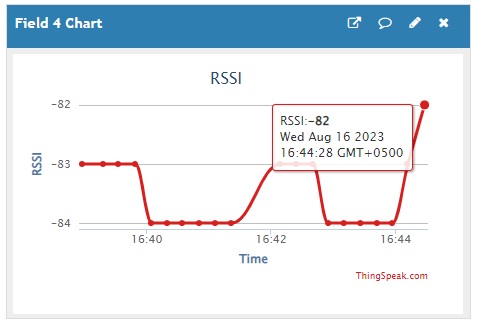 Field 4 Chart
RSSI
-82
RSSI:-82
Wed Aug 16 2023
16:44:28 GMT+0500
-83
RSSI
-84
16:40 16:42 16:44
Time
ThingSpeak.com